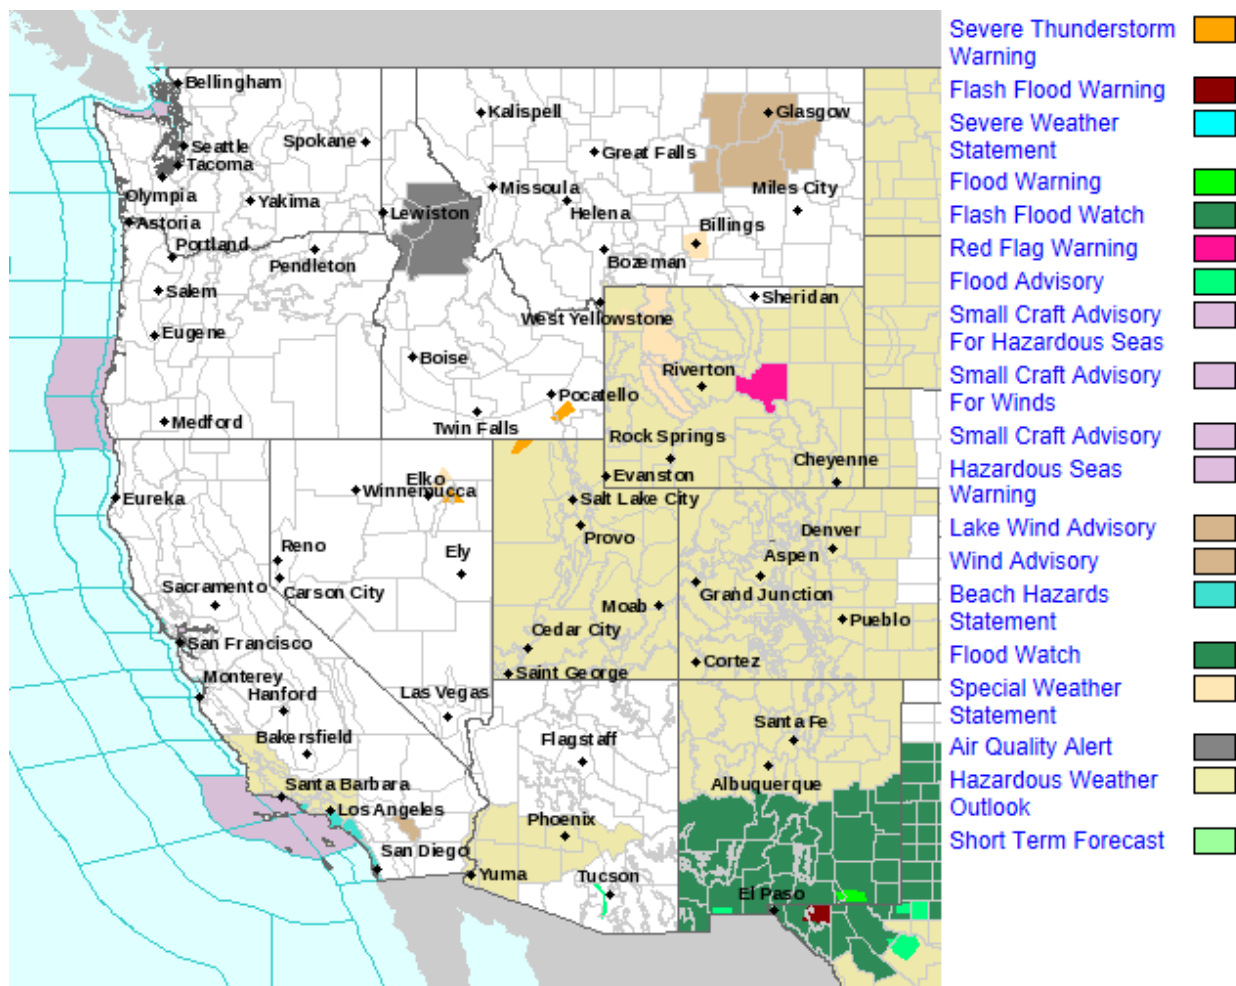 Bellingham
Seattle
Tacoma
Olympia
Astoria
Portland
Spokane
Yakima
Lewiston
Pendleton
Salem
Eugene
Medford
Kalispell
Great Falls
Glasgow
Missoula
Helena
Miles City
Billings
Bozeman
West Yellowstone
Sheridan
Boise
Pocatello
Twin Falls
Riverton
Rock Springs
Cheyenne
Evanston
Eureka
Elko
Winnemucca
Salt Lake City
Provo
Reno
Carson City
Ely
Sacramento
San Francisco
Denver
Aspen
Grand Junction
Moab
Pueblo
Cedar City
Saint George
Cortez
Monterey
Hanford
Las Vegas
Bakersfield
Flagstaff
Santa Fe
Albuquerque
Santa Barbara
Los Angeles
San Diego
Phoenix
Yuma
Tucson
El Paso
Severe Thunderstorm
Warning
Flash Flood Warning
Severe Weather
Statement
Flood Warning
Flash Flood Watch
Red Flag Warning
Flood Advisory
Small Craft Advisory
For Hazardous Seas
Small Craft Advisory
For Winds
Small Craft Advisory
Hazardous Seas
Warning
Lake Wind Advisory
Wind Advisory
Beach Hazards
Statement
Flood Watch
Special Weather
Statement
Air Quality Alert
Hazardous Weather
Outlook
Short Term Forecast